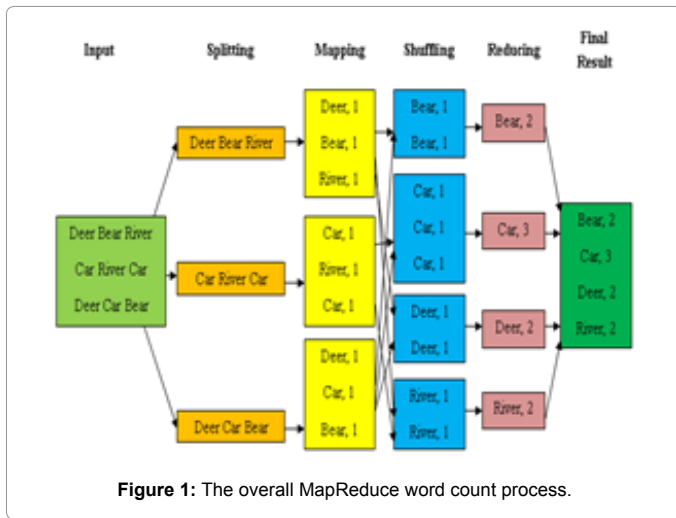 Input
Splitting
Mapping
Shuffling
Reducing
Final
Result
Deer Bear River
Car River Car
Deer Car Bear
Deer Bear River
Car River Car
Deer Car Bear
Deer, 1
Bear, 1
River, 1
Car, 1
River, 1
Car, 1
Deer, 1
Car, 1
Bear, 1
Bear, 1
Bear, 1
Car, 1
Car, 1
Car, 1
Deer, 1
Deer, 1
River, 1
River, 1
Bear, 2
Car, 3
Deer, 2
River, 2
Bear, 2
Car, 3
Deer, 2
River, 2
Figure 1: The overall MapReduce word count process.